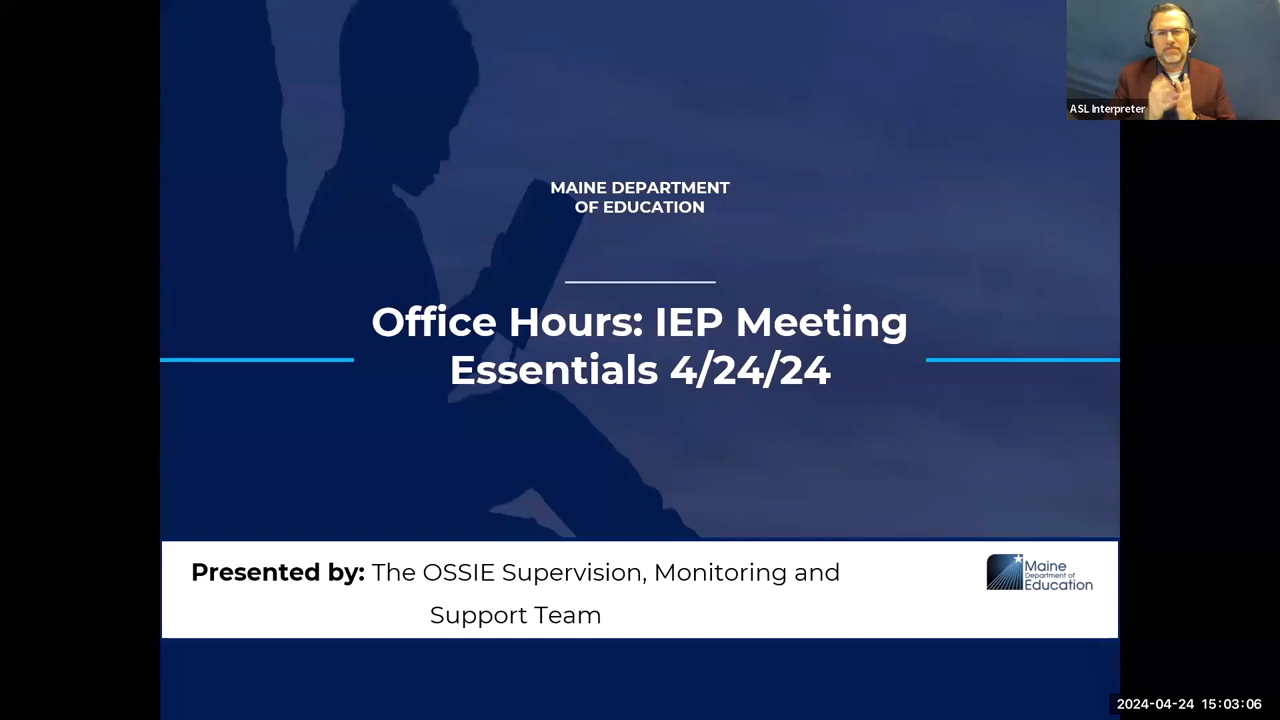 ASL Interpreter
MAINE DEPARTMENT
OF EDUCATION
Office Hours: IEP Meeting
Essentials 4/24/24
Presented by: The OSSIE Supervision, Monitoring and
Support Team
Maine
Department of
Education
2024-04-24 15:03:06